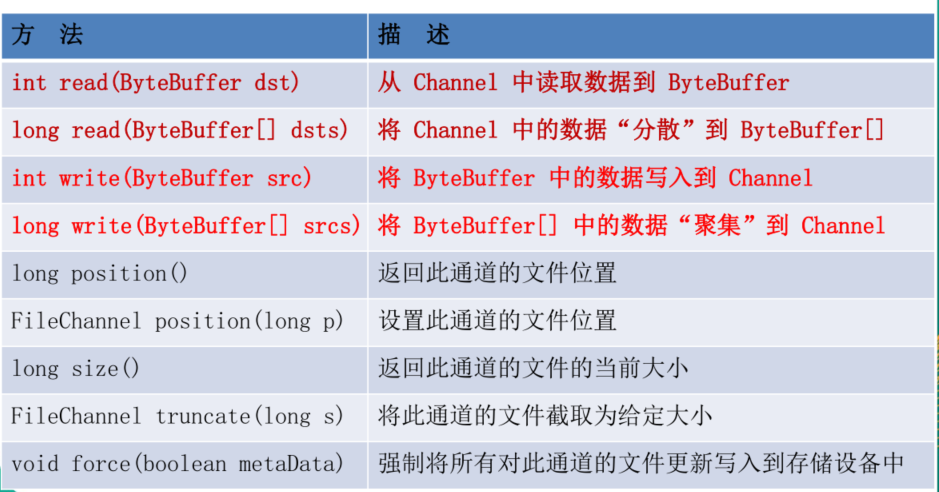 方 法 描 述
int read(ByteBuffer dst) 从 Channel 中读取数据到 ByteBuffer
long read(ByteBuffer[] dsts) 将 Channel 中的数据“分散”到 ByteBuffer[]
int write(ByteBuffer src) 将 ByteBuffer 中的数据写入到 Channel
long write(ByteBuffer[] srcs) 将 ByteBuffer[] 中的数据“聚集”到 Channel
long position() 返回此通道的文件位置
FileChannel position(long p) 设置此通道的文件位置
long size() 返回此通道的文件的当前大小
FileChannel truncate(long s) 将此通道的文件截取为给定大小
void force(boolean metaData) 强制将所有对此通道的文件更新写入到存储设备中